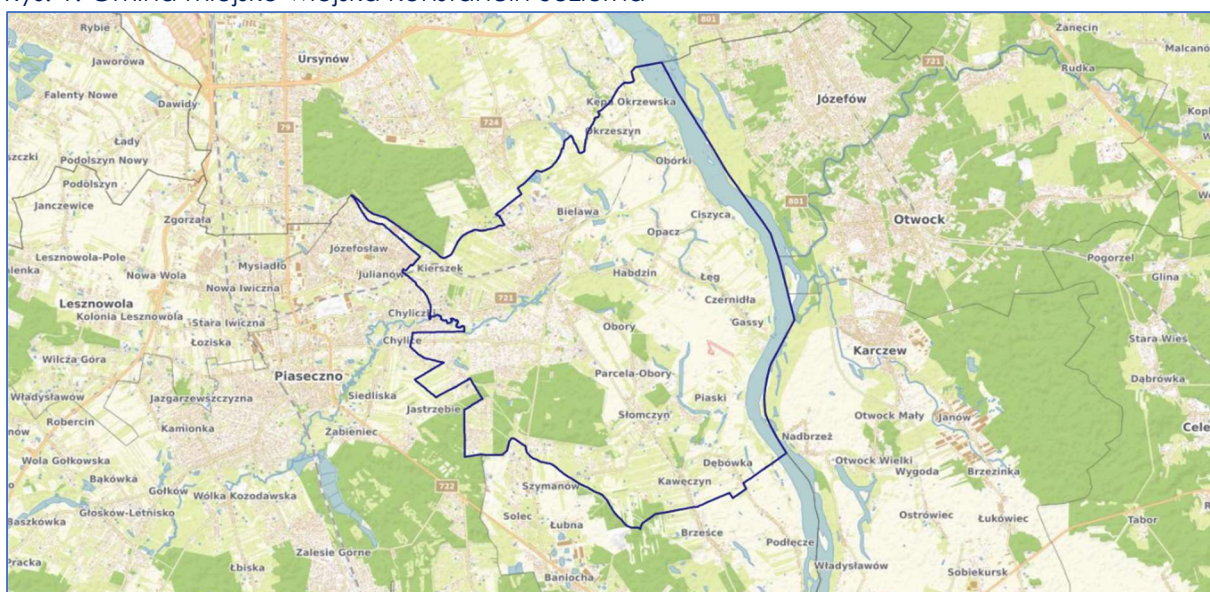 Rys. 1. Gmina miejsko-wiejska Konstancin-Jeziorna
Rybie
801
Zanęcin
Jaworowa
Ursynów
721
Malcanó
Rudka
Falenty Nowe
Dawidy
Kępa Okrzewska
Józefów
724
79
Okrzeszyn
Łady
Podolszyn Nowy
Obórki
Podolszyn
801
Janczewice
Zgorzała
Bielawa
Ciszyca
Otwock
Opacz
Józefosław
Lesznowola-Pole
Mysiadło
Pogorzel
Nowa Wola
Julianów
Kierszek
Habdzin
Łęg
Glina
Nowa Iwiczna
Lesznowola
721
Czernidła
Kolonia Lesznowola
Stara Iwiczna
Chyliczki
Obory
Gassy
Łoziska
Chylice
Stara Wieś
Karczew
Wilcza Góra
Piaseczno
Parcela-Obory
Dąbrówka
Władysławów
Jazgarzewszczyzna
Siedliska
Piaski
Jastrzębie
Słomczyn
Otwock Mały
Janów
Robercin
Kamionka
Żabieniec
Nadbrzeż
Cele
Wola Gołkowska
Dębówka
Otwock Wielki
Bąkówka
Wygoda
Brzezinka
Gołków
Wólka Kozodawska
722
Szymanów
Kawęczyn
Głosków-Letnisko
Baszkówka
Solec
Łubna
Ostrówiec
Łukówiec
Tabor
Brześce
Podłęcze
Zalesie Górne
Łbiska
Baniocha
Władysławów
Sobiekursk